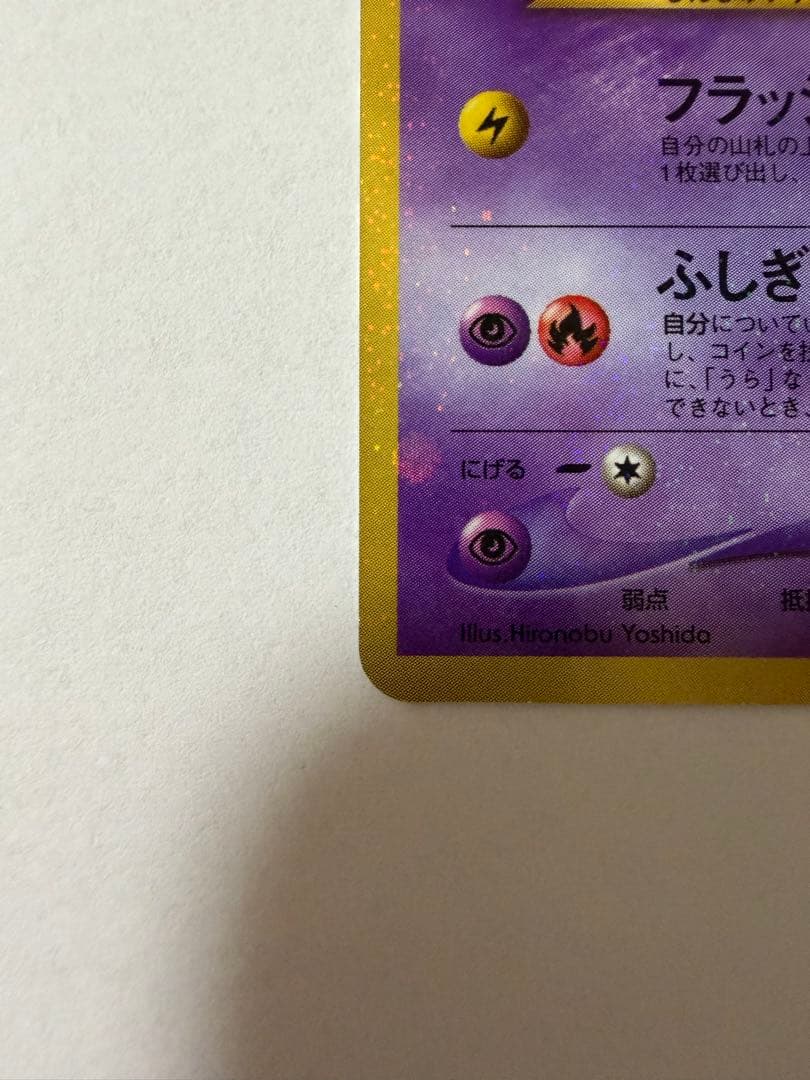 フラッ
自分の山札の
1枚選び出し、
ふしぎ
自分について
し、コインを
に、「うら」な
できないとき、
にげる
弱点
抵
Illus.Hironobu Yoshida